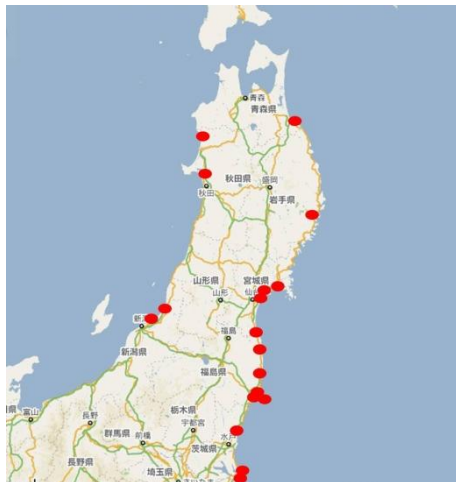 青森
青森県
秋田県
盛岡
秋田
岩手県
山形県
宮城県
山形
仙台
新潟
福島
新潟県
福島県
富山
長野
栃木県
群馬県
宇都宮
前橋
水戸
茨城県
長野県
埼玉県